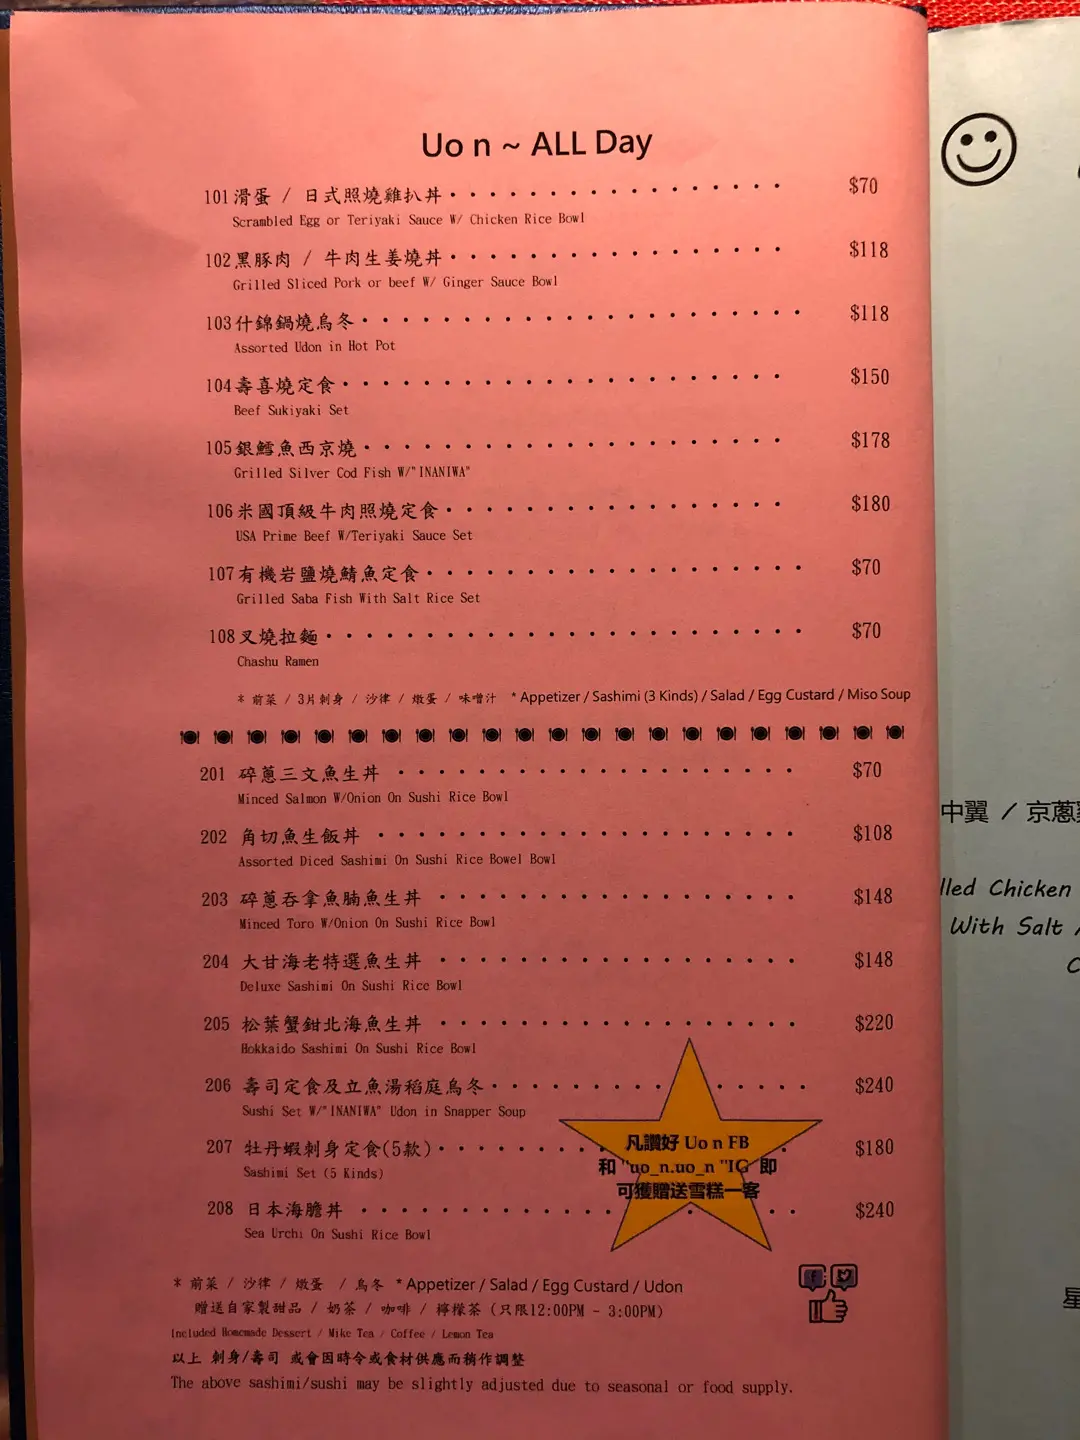 Uo n ~ ALL Day
101 滑蛋 / 日式照燒雞扒丼 $70
Scrambled Egg or Teriyaki Sauce W/ Chicken Rice Bowl
102 黑豚肉 / 牛肉生姜燒丼 $118
Grilled Sliced Pork or beef W/ Ginger Sauce Bowl
103 什錦鍋燒烏冬 $118
Assorted Udon in Hot Pot
104 壽喜燒定食 $150
Beef Sukiyaki Set
105 銀鱈魚西京燒 $178
Grilled Silver Cod Fish W/"INANIWA"
106 米國頂級牛肉照燒定食 $180
USA Prime Beef W/Teriyaki Sauce Set
107 有機岩鹽燒鯖魚定食 $70
Grilled Saba Fish With Salt Rice Set
108 叉燒拉麵 $70
Chashu Ramen
* 前菜 / 3片刺身 / 沙律 / 燉蛋 / 味噌汁 * Appetizer / Sashimi (3 Kinds) / Salad / Egg Custard / Miso Soup
201 碎蔥三文魚生丼 $70
Minced Salmon W/Onion On Sushi Rice Bowl
202 角切魚生飯丼 $108
Assorted Diced Sashimi On Sushi Rice Bowel Bowl
203 碎蔥吞拿魚腩魚生丼 $148
Minced Toro W/Onion On Sushi Rice Bowl
204 大甘海老特選魚生丼 $148
Deluxe Sashimi On Sushi Rice Bowl
205 松葉蟹鉗北海魚生丼 $220
Hokkaido Sashimi On Sushi Rice Bowl
206 壽司定食及立魚湯稻庭烏冬 $240
Sushi Set W/"INANIWA" Udon in Snapper Soup
207 牡丹蝦刺身定食(5款) $180
Sashimi Set (5 Kinds)
208 日本海膽丼 $240
Sea Urchi On Sushi Rice Bowl
凡讚好 Uo n FB
和 "uo_n.uo_n "IG 即
可獲贈送雪糕一客
* 前菜 / 沙律 / 燉蛋 / 烏冬 * Appetizer / Salad / Egg Custard / Udon
贈送自家製甜品 / 奶茶 / 咖啡 / 檸檬茶 (只限12:00PM - 3:00PM)
Included Homemade Dessert / Mike Tea / Coffee / Lemon Tea
以上 刺身/壽司 或會因時令或食材供應而稍作調整
The above sashimi/sushi may be slightly adjusted due to seasonal or food supply.
中翼 / 京蔥
lled Chicken
With Salt